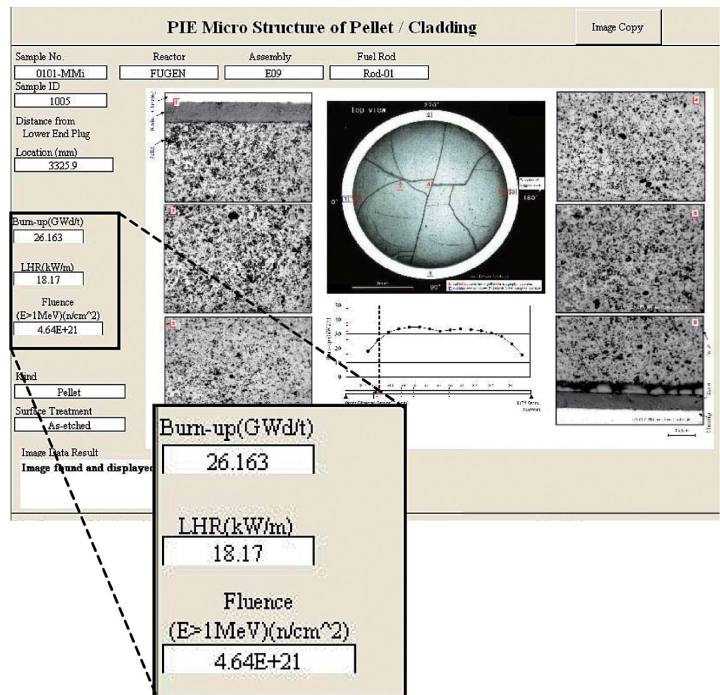 PIE Micro Structure of Pellet / Cladding
Image Copy
Sample No. Reactor Assembly Fuel Rod
0101-MMi FUGEN E09 Rod-01
Sample ID
1005
Distance from
Lower End Plug
Location (mm)
3325.9
Burn-up(GWd/t)
26.163
LHR(kW/m)
18.17
Fluence
(E>1MeV)(n/cm^2)
4.64E+21
Kind
Pellet
Surface Treatment
As-etched
Image Data Result
Image found and displayed
top view
270°
0°
180°
90°
Burn-up(GWd/t)
26.163
LHR(kW/m)
18.17
Fluence
(E>1MeV)(n/cm^2)
4.64E+21